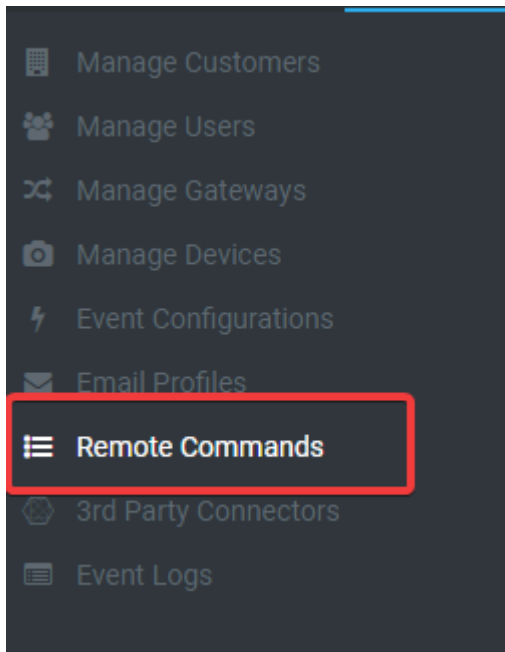 Manage Customers
Manage Users
Manage Gateways
Manage Devices
Event Configurations
Email Profiles
Remote Commands
3rd Party Connectors
Event Logs